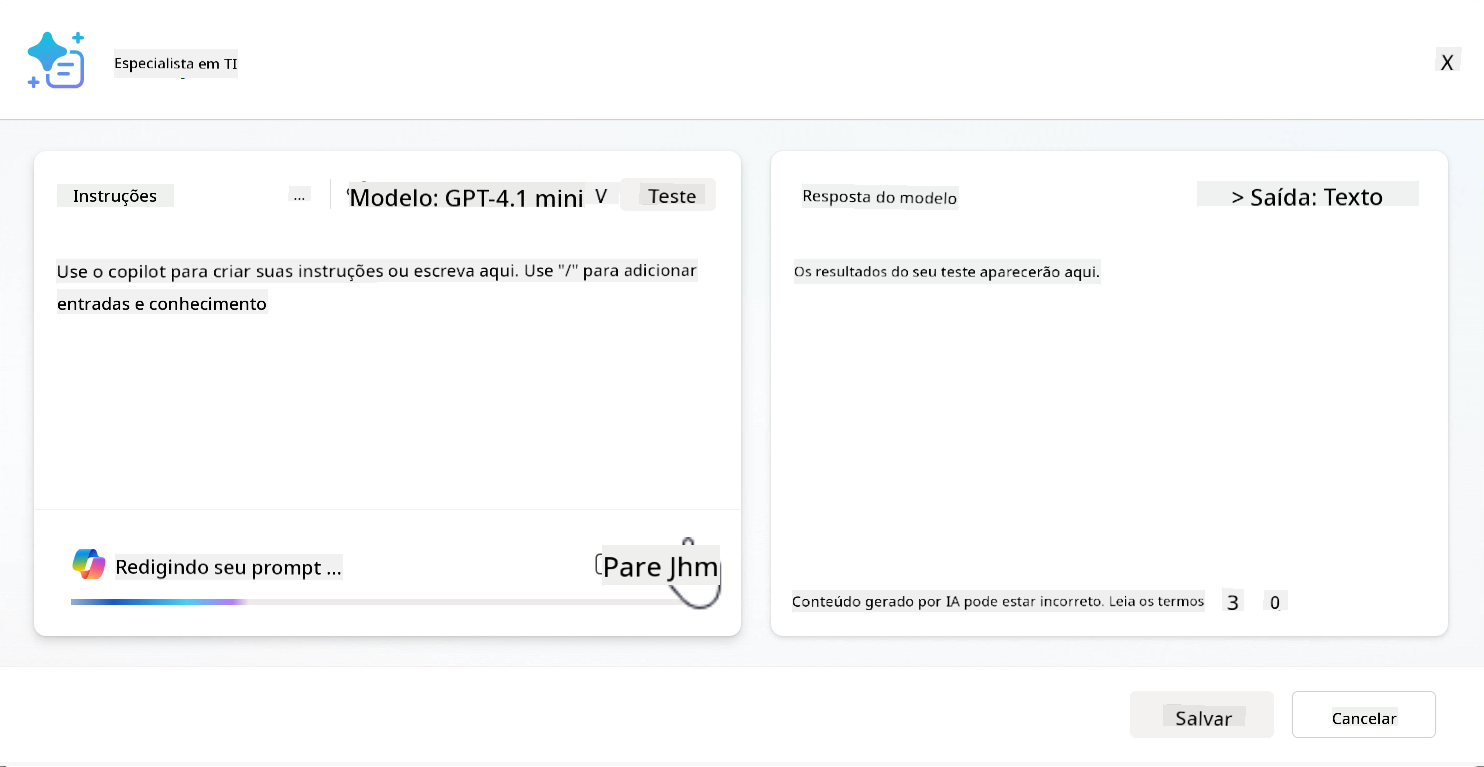 Especialista em TI
X
Instruções
...
Modelo: GPT-4.1 mini
V
Teste
Use o copilot para criar suas instruções ou escreva aqui. Use "/" para adicionar
entradas e conhecimento
Redigindo seu prompt ...
Pare Jhm
Resposta do modelo
> Saída: Texto
Os resultados do seu teste aparecerão aqui.
Conteúdo gerado por IA pode estar incorreto. Leia os termos
3
0
Salvar
Cancelar